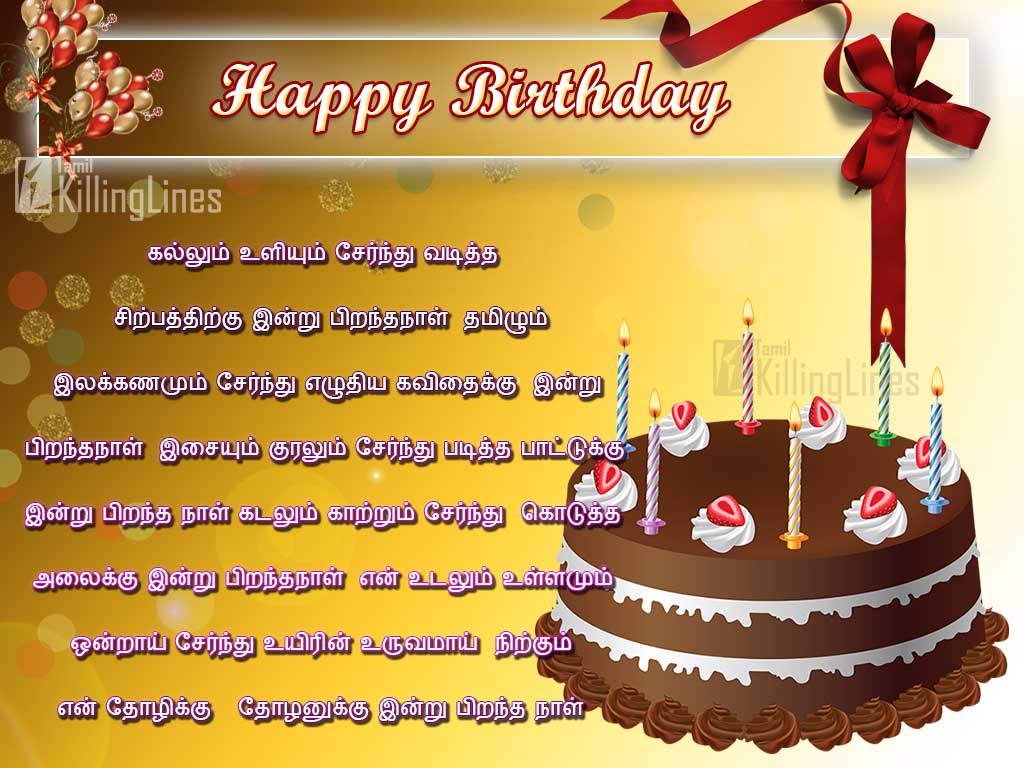 Happy Birthday
Tamil
KillingLines
கல்லும் உளியும் சேர்ந்து வடித்த
சிற்பத்திற்கு இன்று பிறந்தநாள் தமிழும்
இலக்கணமும் சேர்ந்து எழுதிய கவிதைக்கு இன்று
பிறந்தநாள் இசையும் குரலும் சேர்ந்து படித்த பாட்டுக்கு
இன்று பிறந்த நாள் கடலும் காற்றும் சேர்ந்து கொடுத்த
அலைக்கு இன்று பிறந்தநாள் என் உடலும் உள்ளமும்
ஒன்றாய் சேர்ந்து உயிரின் உருவமாய் நிற்கும்
என் தோழிக்கு தோழனுக்கு இன்று பிறந்த நாள்
Tamil
KillingLines